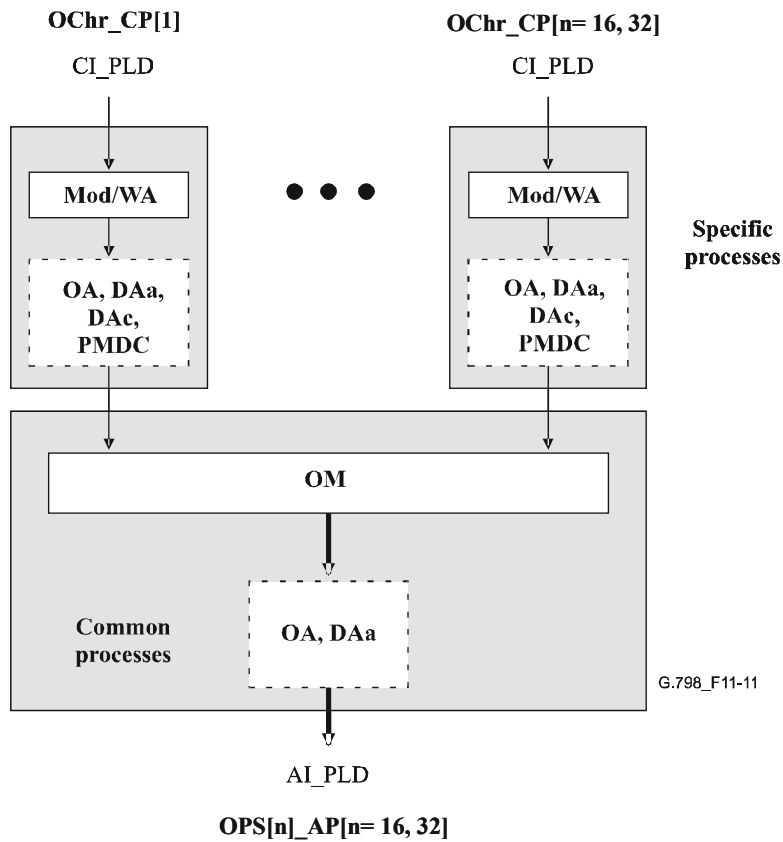 OChr_CP[1]
OChr_CP[n= 16, 32]
CI_PLD
CI_PLD
Mod/WA
Mod/WA
Specific
processes
OA, DAa,
DAc,
PMDC
OA, DAa,
DAc,
PMDC
OM
Common
processes
OA, DAa
G.798_F11-11
AI_PLD
OPS[n]_AP[n= 16, 32]